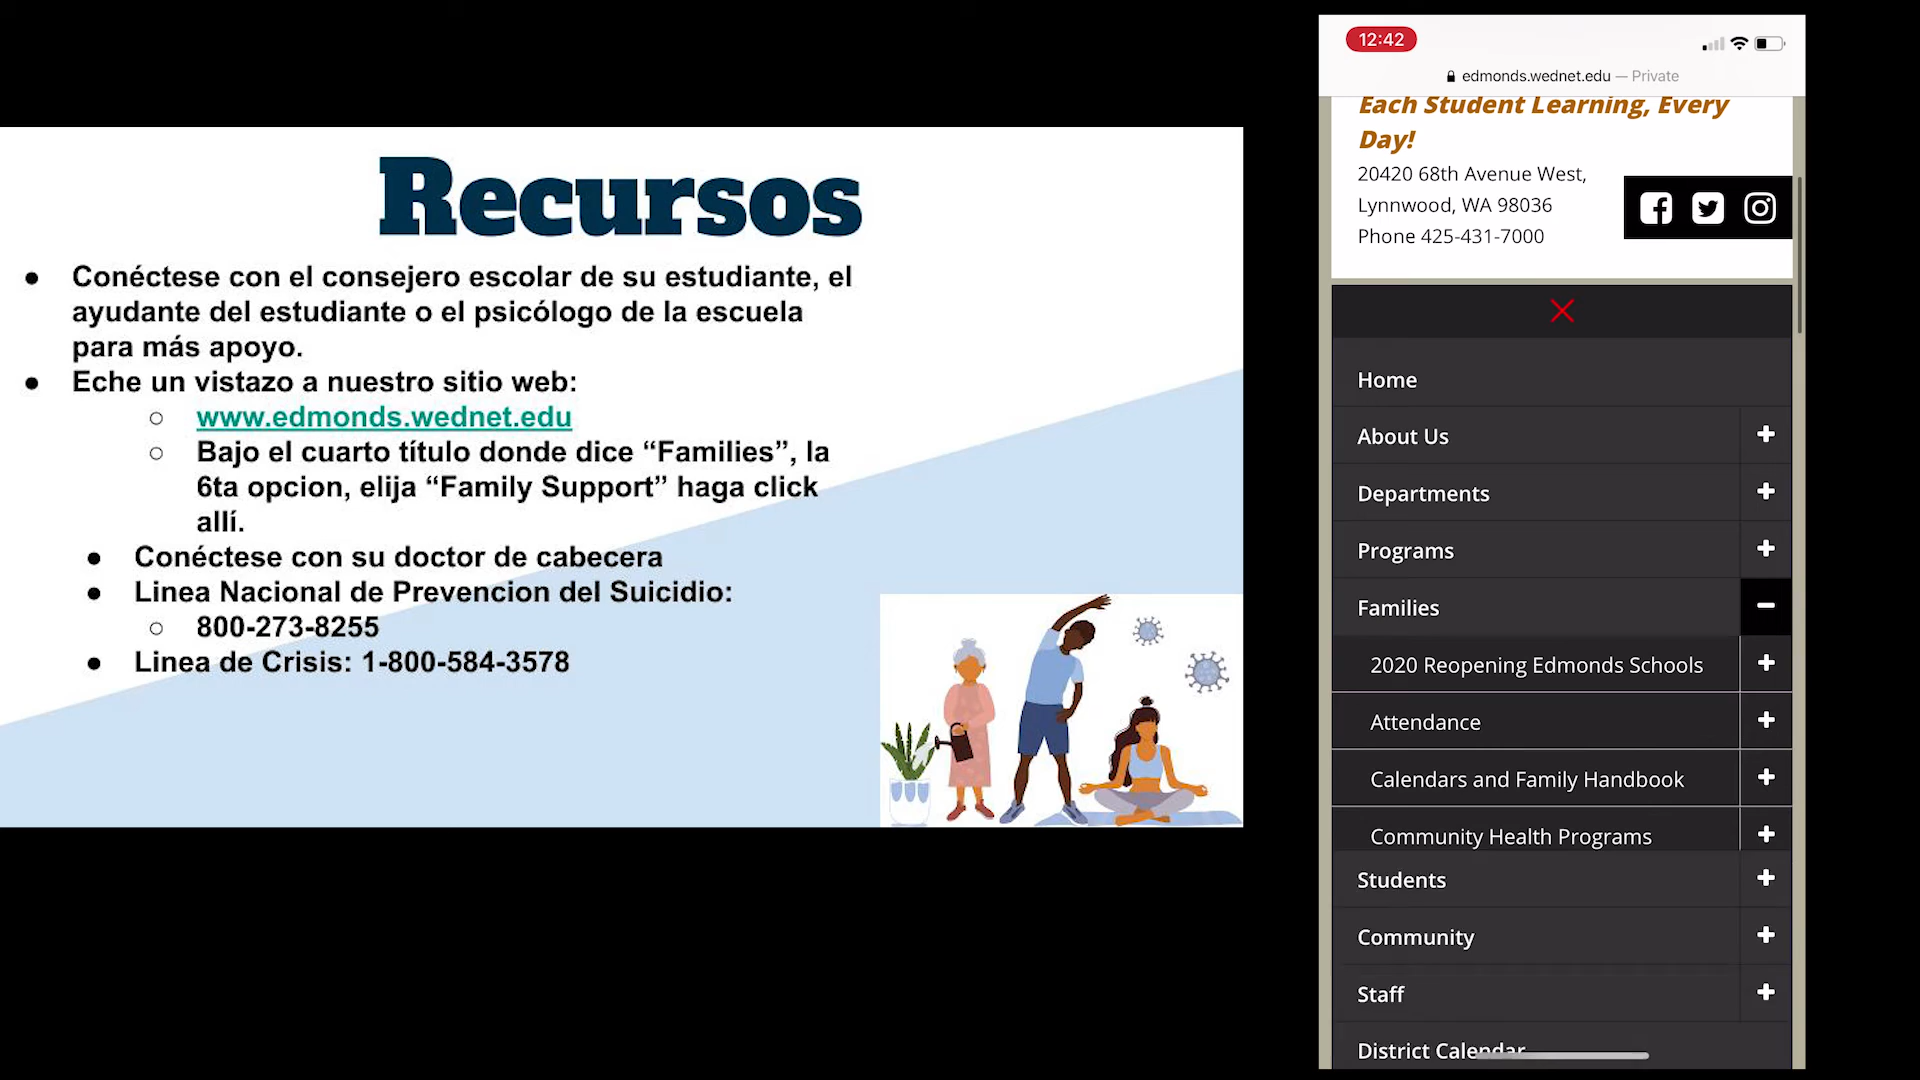 Recursos
● Conéctese con el consejero escolar de su estudiante, el
ayudante del estudiante o el psicólogo de la escuela
para más apoyo.
● Eche un vistazo a nuestro sitio web:
○ www.edmonds.wednet.edu
○ Bajo el cuarto título donde dice “Families”, la
6ta opcion, elija “Family Support” haga click
allí.
● Conéctese con su doctor de cabecera
● Linea Nacional de Prevencion del Suicidio:
○ 800-273-8255
● Linea de Crisis: 1-800-584-3578
12:42
edmonds.wednet.edu — Private
Each Student Learning, Every
Day!
20420 68th Avenue West,
Lynnwood, WA 98036
Phone 425-431-7000
Home
About Us
Departments
Programs
Families
2020 Reopening Edmonds Schools
Attendance
Calendars and Family Handbook
Community Health Programs
Students
Community
Staff
District Calendar